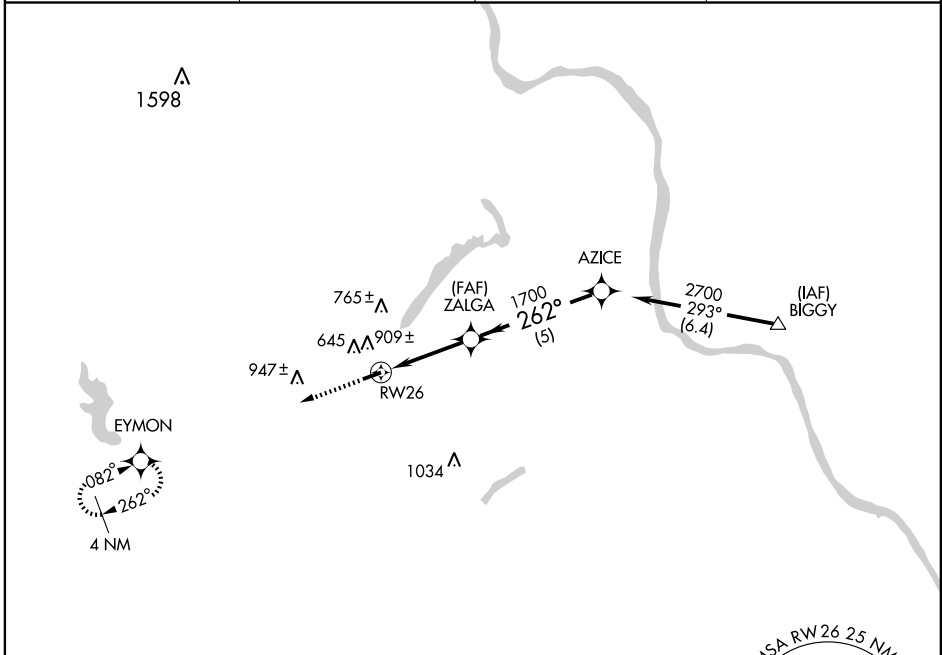 1598
AZICE
(IAF)
BIGGY
2700
293°
(6.4)
(FAF)
ZALGA
1700
262°
(5)
765±
645
909±
947±
RW26
EYMON
082°
262°
4 NM
1034
MSA RW26 25 NM